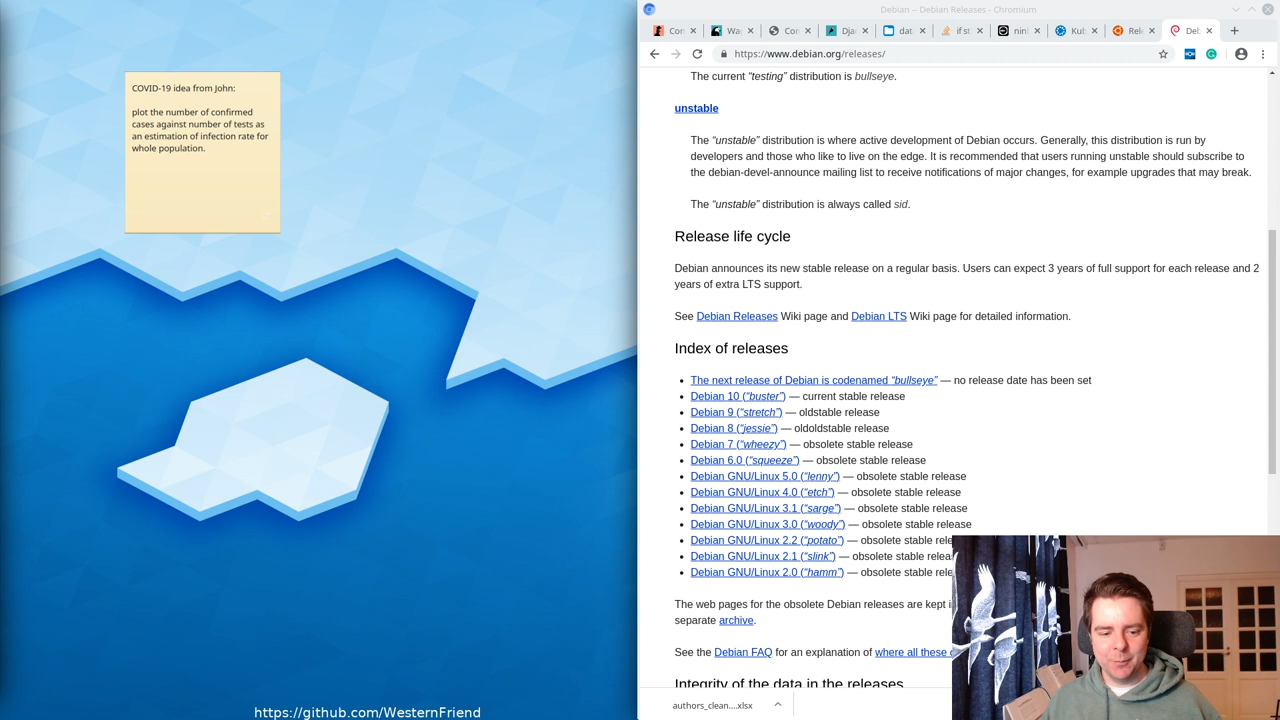 COVID-19 idea from John:
plot the number of confirmed
cases against number of tests as
an estimation of infection rate for
whole population.
https://github.com/WesternFriend
Debian -- Debian Releases - Chromium
Cor
Wa
Cor
Djan
dat
if st
nin
Kub
Rele
Deb
https://www.debian.org/releases/
The current “testing” distribution is bullseye.
unstable
The “unstable” distribution is where active development of Debian occurs. Generally, this distribution is run by
developers and those who like to live on the edge. It is recommended that users running unstable should subscribe to
the debian-devel-announce mailing list to receive notifications of major changes, for example upgrades that may break.
The “unstable” distribution is always called sid.
Release life cycle
Debian announces its new stable release on a regular basis. Users can expect 3 years of full support for each release and 2
years of extra LTS support.
See Debian Releases Wiki page and Debian LTS Wiki page for detailed information.
Index of releases
The next release of Debian is codenamed “bullseye” — no release date has been set
Debian 10 (“buster”) — current stable release
Debian 9 (“stretch”) — oldstable release
Debian 8 (“jessie”) — oldoldstable release
Debian 7 (“wheezy”) — obsolete stable release
Debian 6.0 (“squeeze”) — obsolete stable release
Debian GNU/Linux 5.0 (“lenny”) — obsolete stable release
Debian GNU/Linux 4.0 (“etch”) — obsolete stable release
Debian GNU/Linux 3.1 (“sarge”) — obsolete stable release
Debian GNU/Linux 3.0 (“woody”) — obsolete stable release
Debian GNU/Linux 2.2 (“potato”) — obsolete stable rele
Debian GNU/Linux 2.1 (“slink”) — obsolete stable relea
Debian GNU/Linux 2.0 (“hamm”) — obsolete stable rele
The web pages for the obsolete Debian releases are kept i
separate archive.
See the Debian FAQ for an explanation of where all these
Integrity of the data in the releases
authors_clean....xlsx